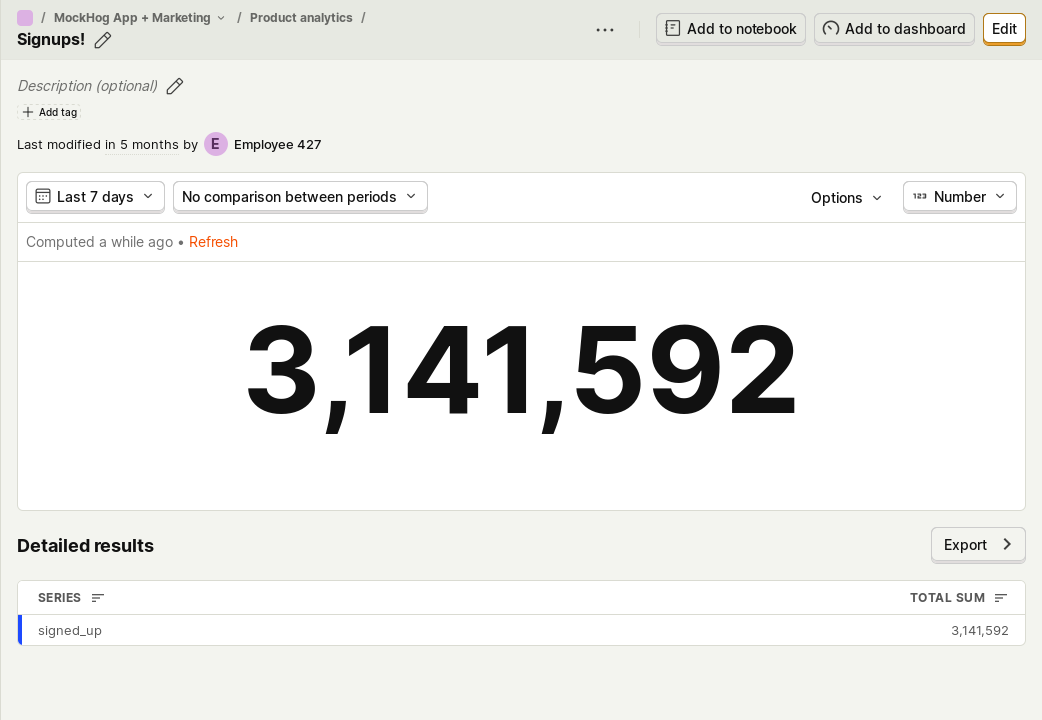 / MockHog App + Marketing / Product analytics /
Signups!
Add to notebook
Add to dashboard
Edit
Description (optional)
Add tag
Last modified in 5 months by E Employee 427
Last 7 days
No comparison between periods
Options
123 Number
Computed a while ago • Refresh
3,141,592
Detailed results
Export
SERIES
TOTAL SUM
signed_up
3,141,592